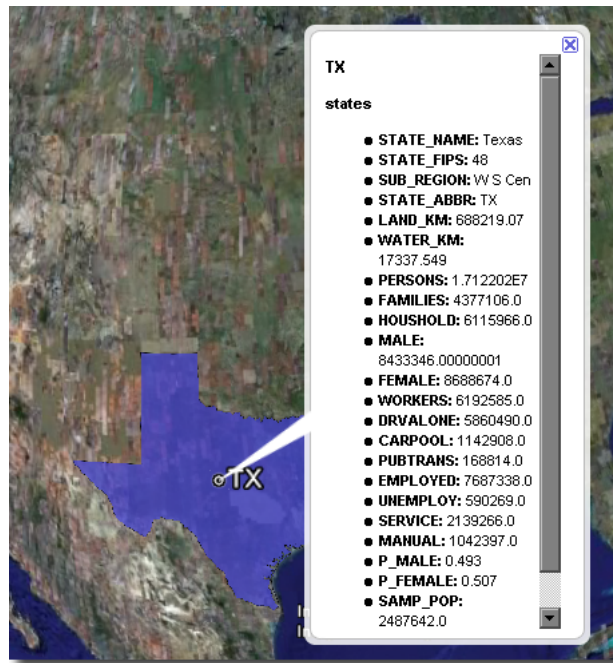 TX
states
● STATE_NAME: Texas
● STATE_FIPS: 48
● SUB_REGION: W S Cen
● STATE_ABBR: TX
● LAND_KM: 688219.07
● WATER_KM:
17337.549
● PERSONS: 1.712202E7
● FAMILIES: 4377106.0
● HOUSHOLD: 6115966.0
● MALE:
8433346.00000001
● FEMALE: 8688674.0
● WORKERS: 6192585.0
● DRVALONE: 5860490.0
● CARPOOL: 1142908.0
● PUBTRANS: 168814.0
● EMPLOYED: 7687338.0
● UNEMPLOY: 590269.0
● SERVICE: 2139266.0
● MANUAL: 1042397.0
● P_MALE: 0.493
● P_FEMALE: 0.507
● SAMP_POP:
2487642.0
TX